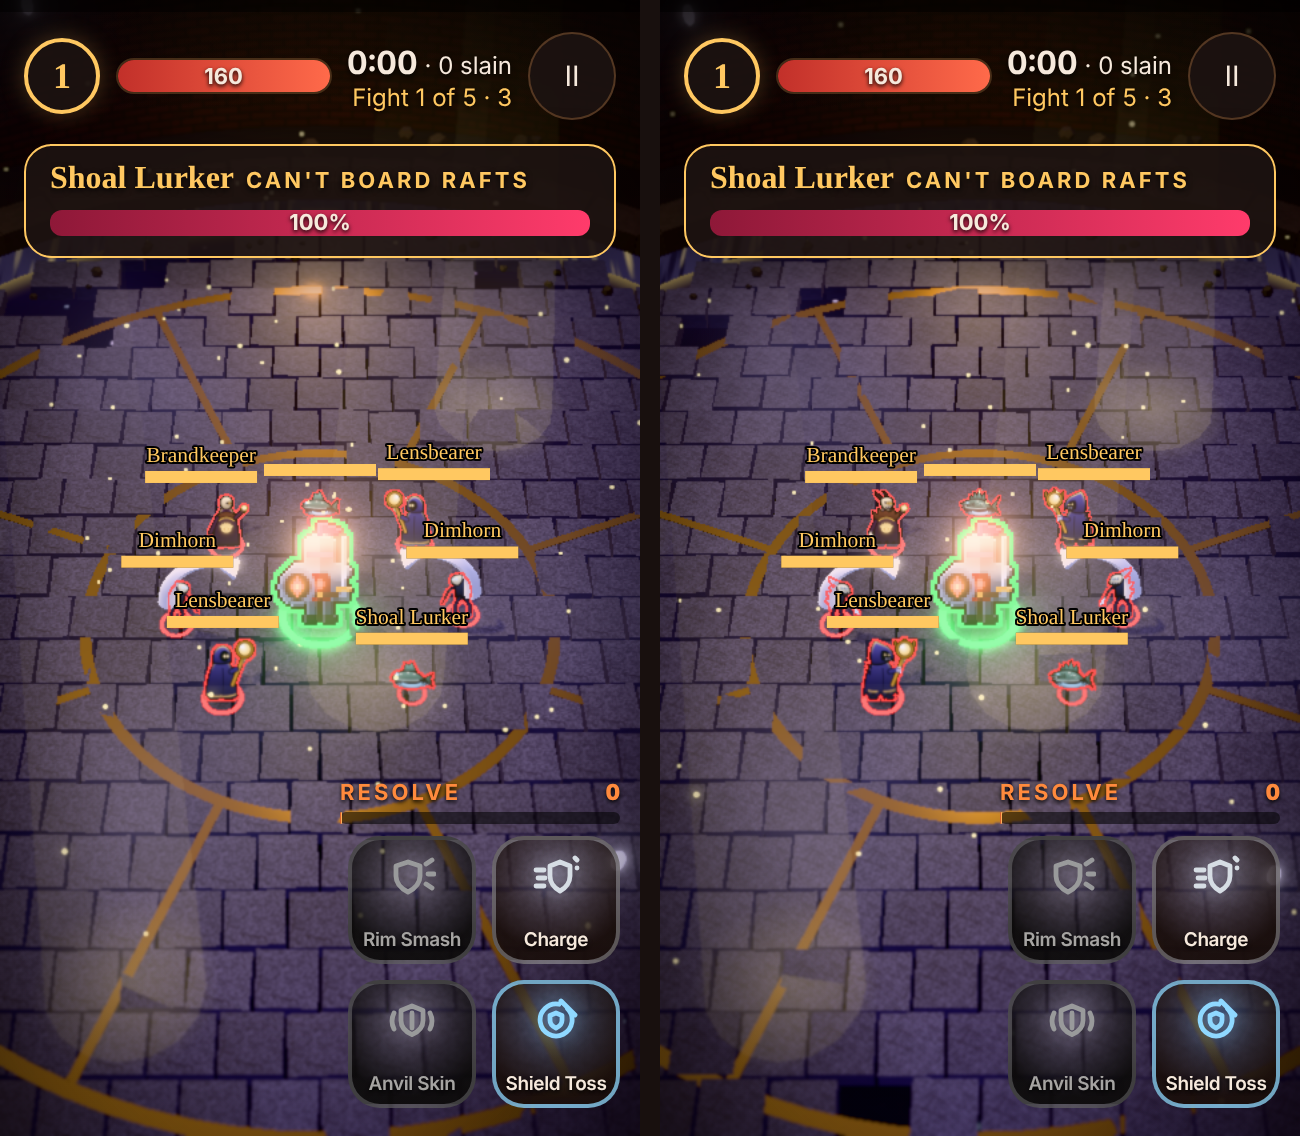 1
160
0:00 · 0 slain
Fight 1 of 5 · 3
Shoal Lurker CAN'T BOARD RAFTS
100%
Brandkeeper
Lensbearer
Dimhorn
Dimhorn
Lensbearer
Shoal Lurker
RESOLVE 0
Rim Smash
Charge
Anvil Skin
Shield Toss
1
160
0:00 · 0 slain
Fight 1 of 5 · 3
Shoal Lurker CAN'T BOARD RAFTS
100%
Brandkeeper
Lensbearer
Dimhorn
Dimhorn
Lensbearer
Shoal Lurker
RESOLVE 0
Rim Smash
Charge
Anvil Skin
Shield Toss